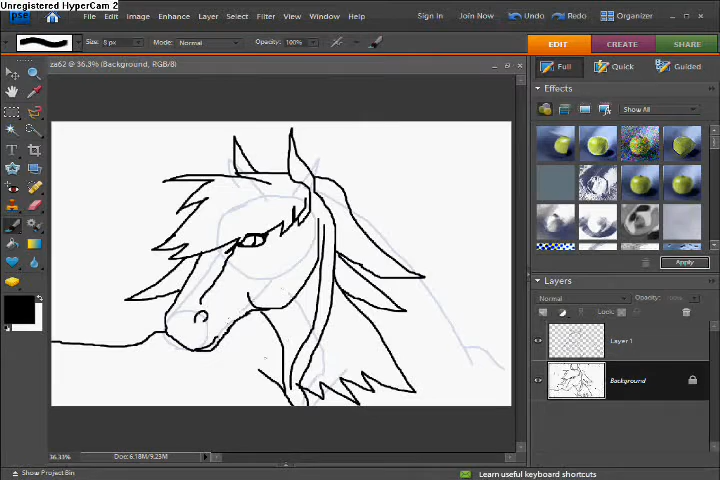 Unregistered HyperCam 2
pse File Edit Image Enhance Layer Select Filter View Window Help Sign In Join Now Undo Redo Organizer
Size: 8 px Mode: Normal Opacity: 100% EDIT CREATE SHARE
za62 @ 36.3% (Background, RGB/8) Full Quick Guided
Effects
Show All
Apply
Layers
Normal Opacity:
Lock:
Layer 1
Background
36.33% Doc: 6.18M/9.23M
Show Project Bin Learn useful keyboard shortcuts